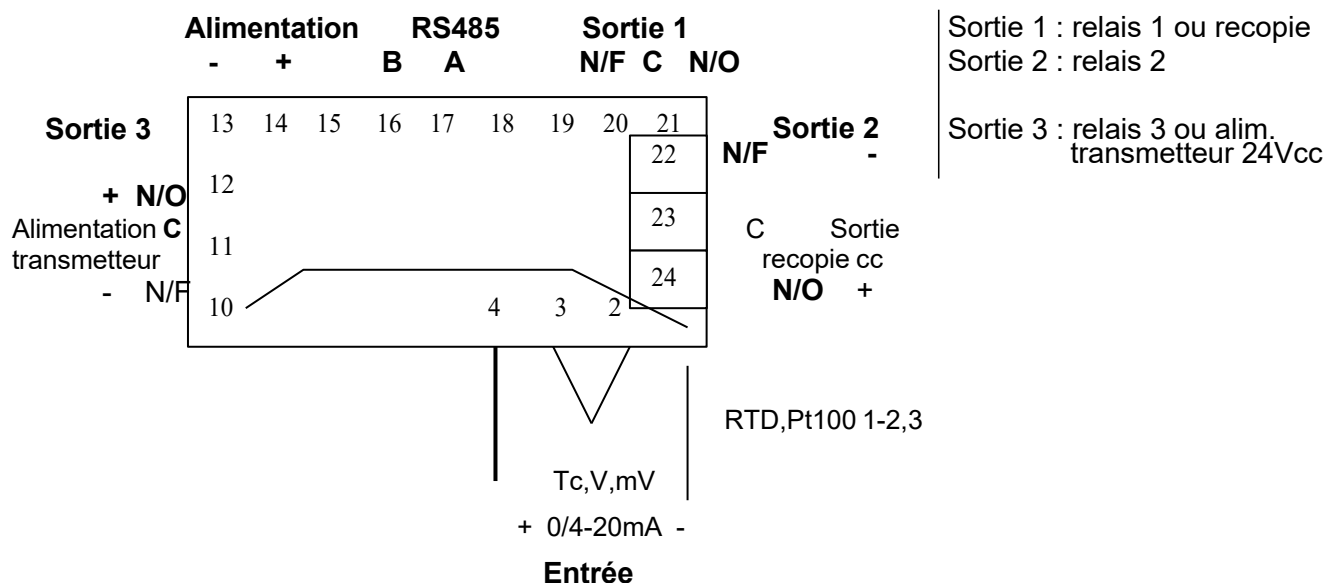 Alimentation RS485 Sortie 1
- + B A N/F C N/O
Sortie 1 : relais 1 ou recopie
Sortie 2 : relais 2
Sortie 3 : relais 3 ou alim.
transmetteur 24Vcc
Sortie 3 13 14 15 16 17 18 19 20 21 Sortie 2
22 N/F -
+ N/O 12
Alimentation C 11 23 C Sortie
transmetteur recopie cc
- N/F 10 4 3 2 24 N/O +
RTD,Pt100 1-2,3
Tc,V,mV
+ 0/4-20mA -
Entrée